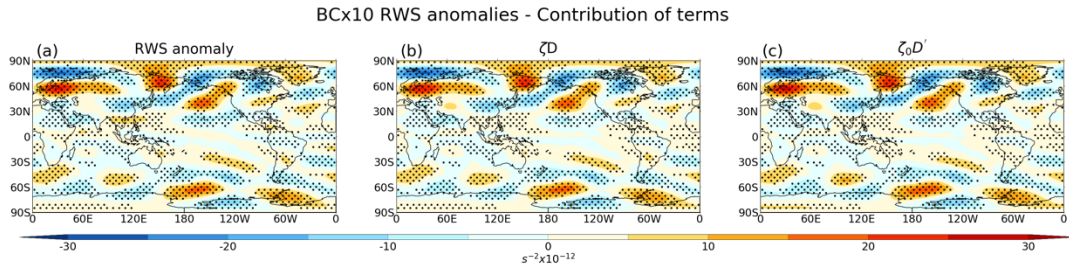 BCx10 RWS anomalies - Contribution of terms
(a) RWS anomaly (b) ζD (c) ζ₀D′
90N 90N 90N
60N 60N 60N
30N 30N 30N
0 0 0
30S 30S 30S
60S 60S 60S
90S 90S 90S
0 60E 120E 180 120W 60W 0 0 60E 120E 180 120W 60W 0 0 60E 120E 180 120W 60W 0
-30 -20 -10 0 10 20 30
s⁻²x10⁻¹²